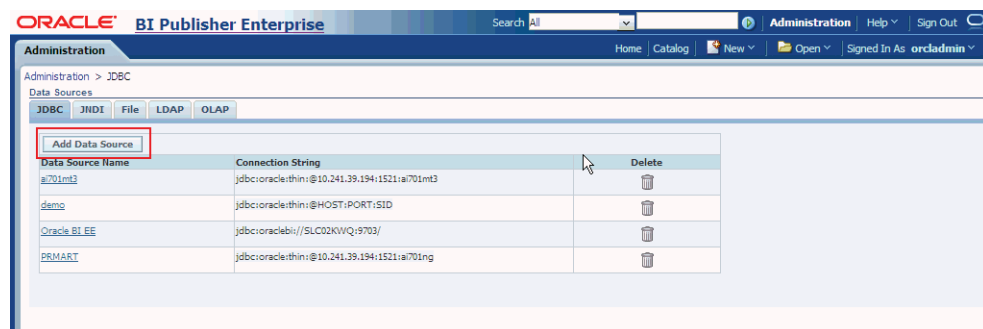 ORACLE BI Publisher Enterprise Search All Administration Help Sign Out
Administration Home Catalog New Open Signed In As orcladmin
Administration > JDBC
Data Sources
JDBC JNDI File LDAP OLAP
Add Data Source
Data Source Name Connection String Delete
ai701mt3 jdbc:oracle:thin:@10.241.39.194:1521:ai701mt3
demo jdbc:oracle:thin:@HOST:PORT:SID
Oracle BI EE jdbc:oraclebi://SLC02KWQ:9703/
PRMART jdbc:oracle:thin:@10.241.39.194:1521:ai701ng